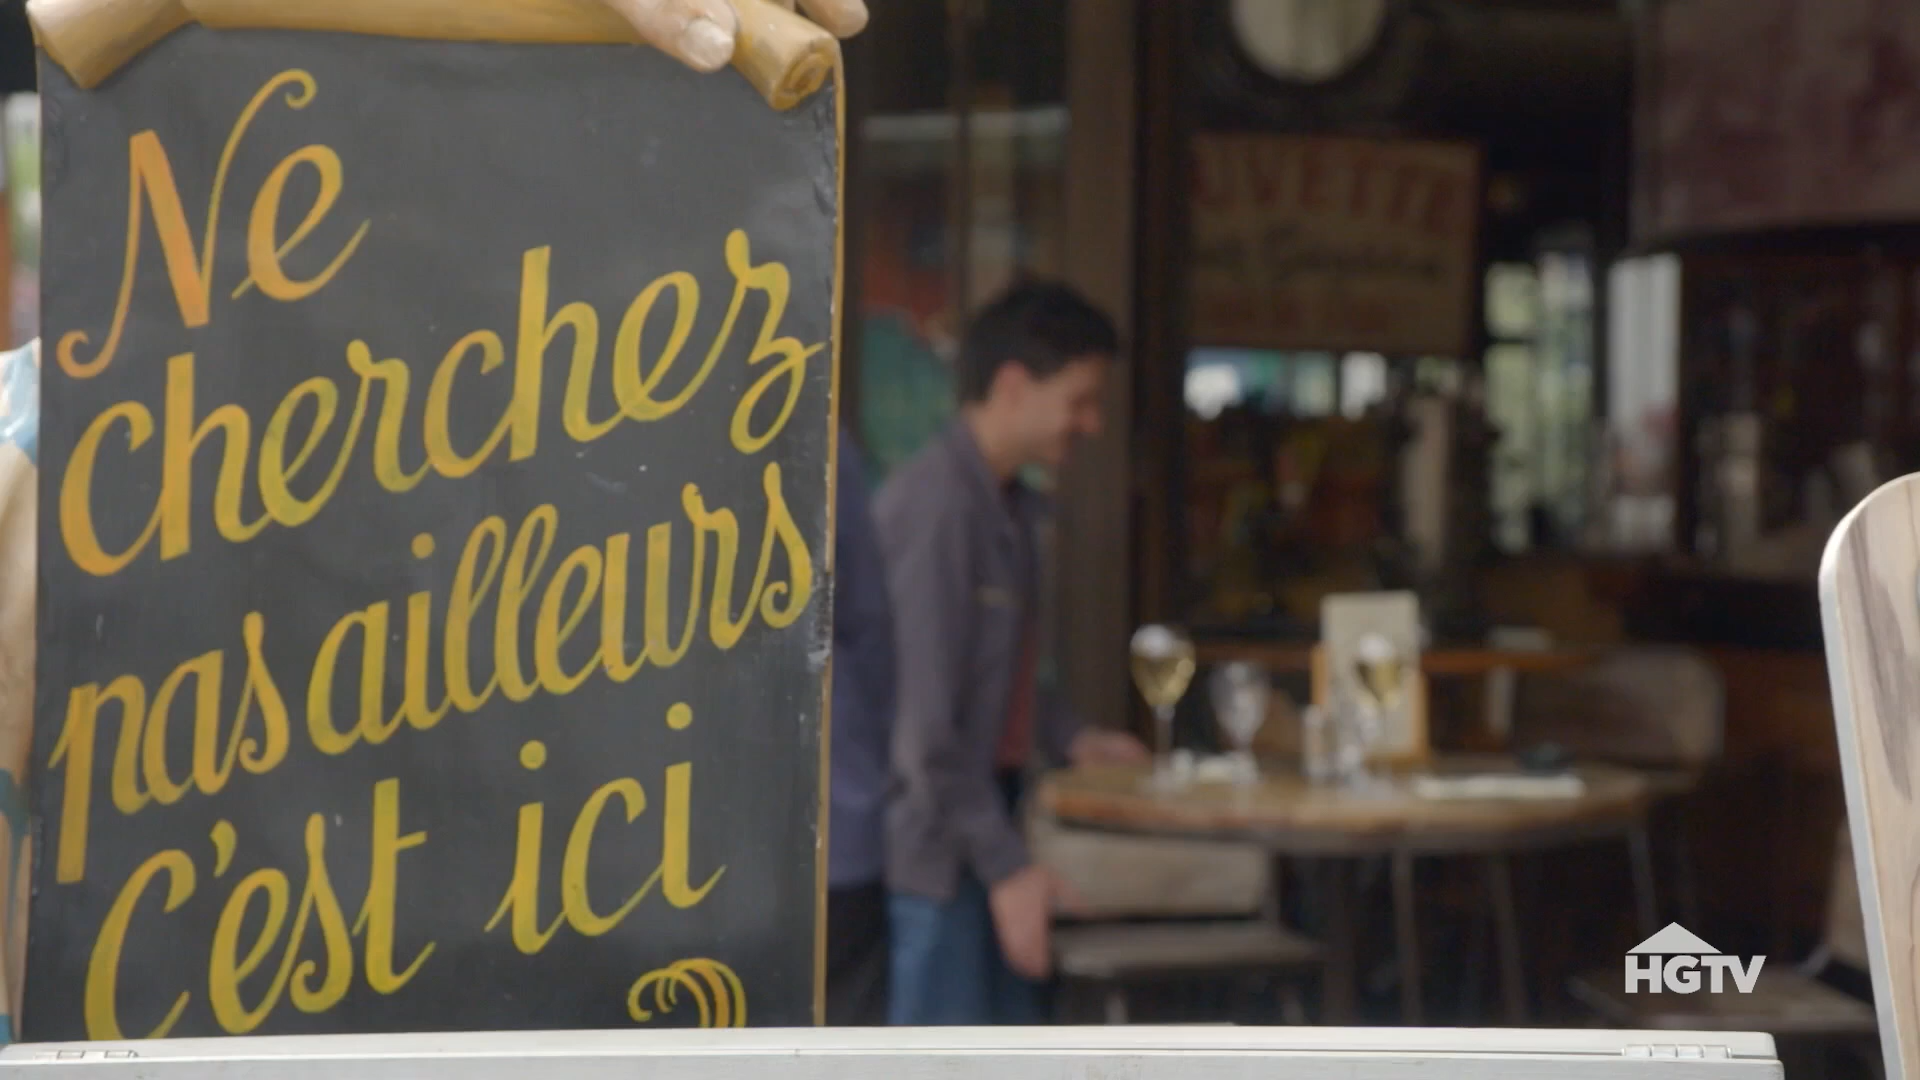 Ne
cherchez
pas ailleurs
C'est ici
HGTV